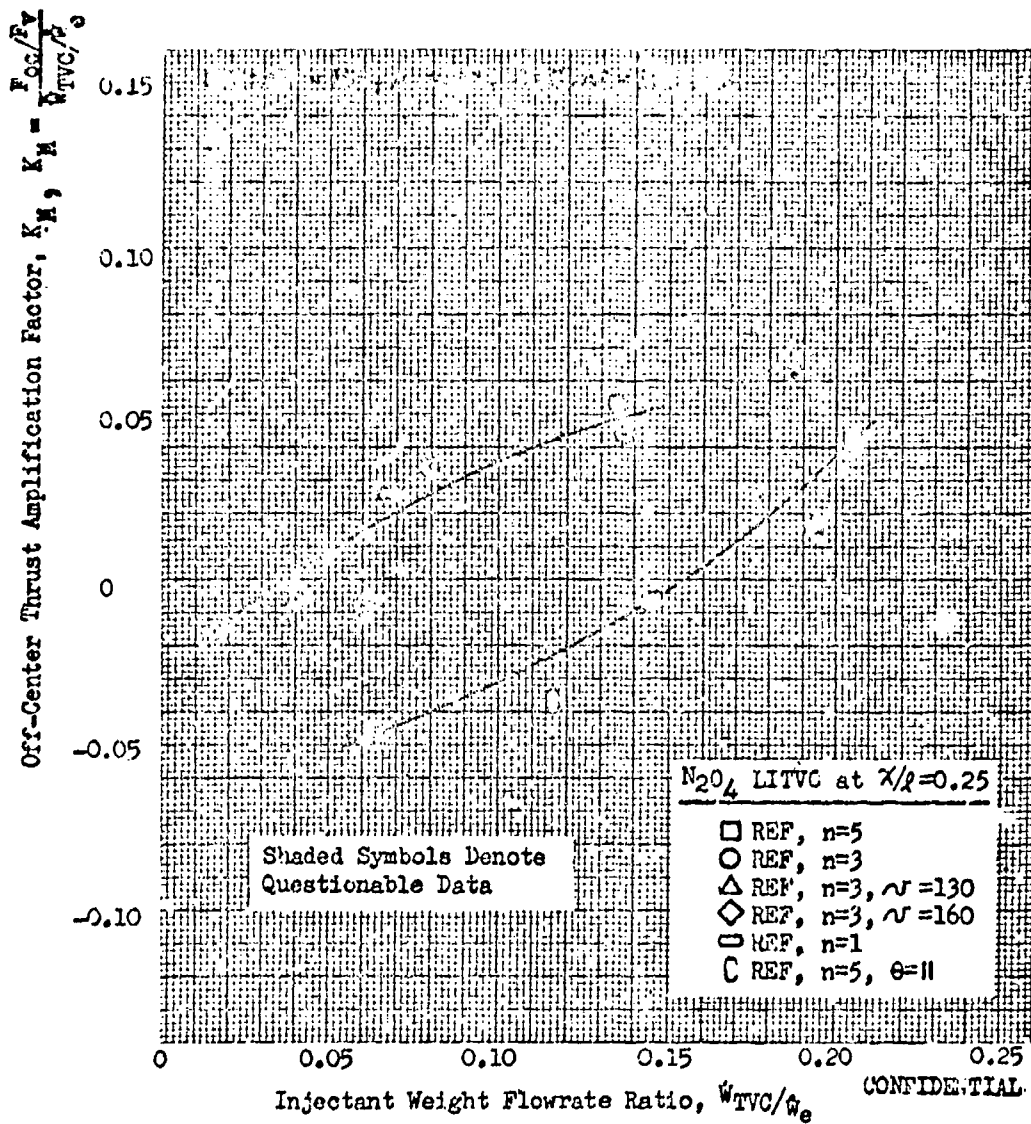 Off-Center Thrust Amplification Factor, K_M, K_M = F_OC/F_V / Ẇ_TVC/Ẇ_e
0.15
0.10
0.05
0
-0.05
-0.10
N₂O₄ LITVC at x/ℓ=0.25
REF, n=5
REF, n=3
REF, n=3, v=130
REF, n=3, v=160
REF, n=1
REF, n=5, θ=II
Shaded Symbols Denote
Questionable Data
0 0.05 0.10 0.15 0.20 0.25
Injectant Weight Flowrate Ratio, Ẇ_TVC/Ẇ_e
CONFIDENTIAL